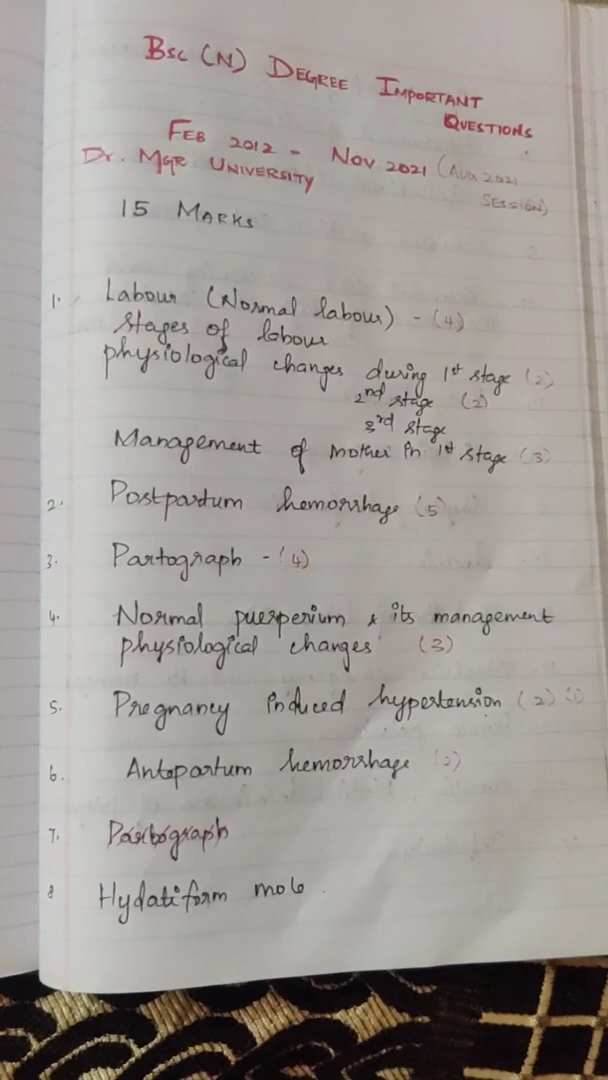 BSc (N) DEGREE IMPORTANT
QUESTIONS
FEB 2012 - NOV 2021 (AUG 2021
SESSION)
Dr. MGR UNIVERSITY
15 MARKS
1. Labour (Normal labour) - (4)
Stages of labour
physiological changes during 1st stage (2)
2nd stage (2)
3rd stage
Management of mother in 1st stage (3)
2. Postpartum hemorrhage (5)
3. Partograph - (4)
4. Normal puerperium & its management
physiological changes (3)
5. Pregnancy induced hypertension (2) (1)
6. Antepartum hemorrhage (2)
7. Partograph
8 Hydatiform mole.